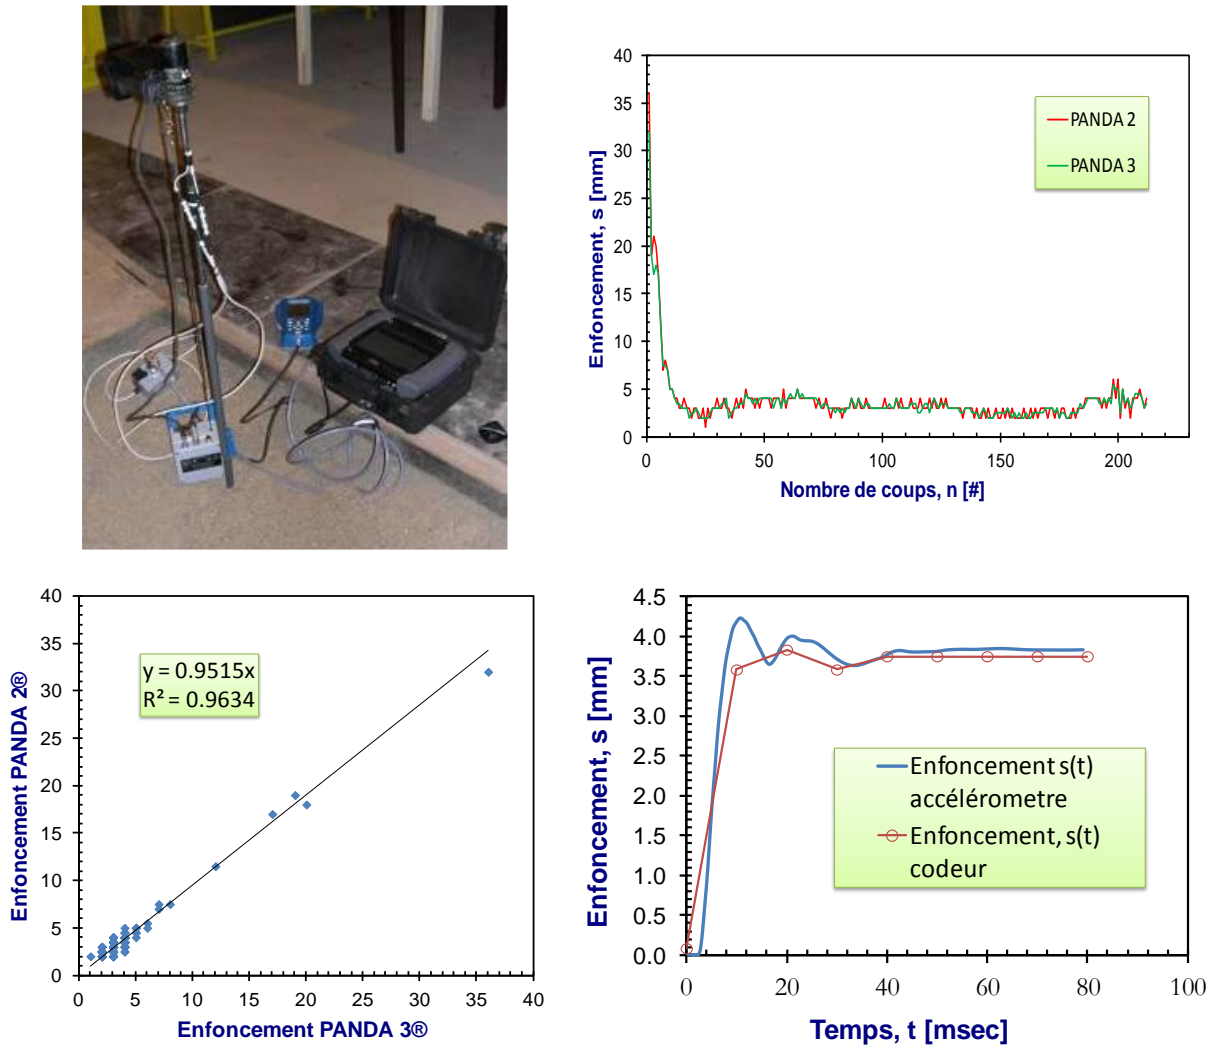 40
35
30
25
20
15
10
5
0
Enfoncement, s [mm]
PANDA 2
PANDA 3
0 50 100 150 200
Nombre de coups, n [#]
40
35
30
25
20
15
10
5
0
Enfoncement PANDA 2®
y = 0.9515x
R² = 0.9634
0 5 10 15 20 25 30 35 40
Enfoncement PANDA 3®
4.5
4.0
3.5
3.0
2.5
2.0
1.5
1.0
0.5
0.0
Enfoncement, s [mm]
Enfoncement s(t)
accélérometre
Enfoncement, s(t)
codeur
0 20 40 60 80 100
Temps, t [msec]